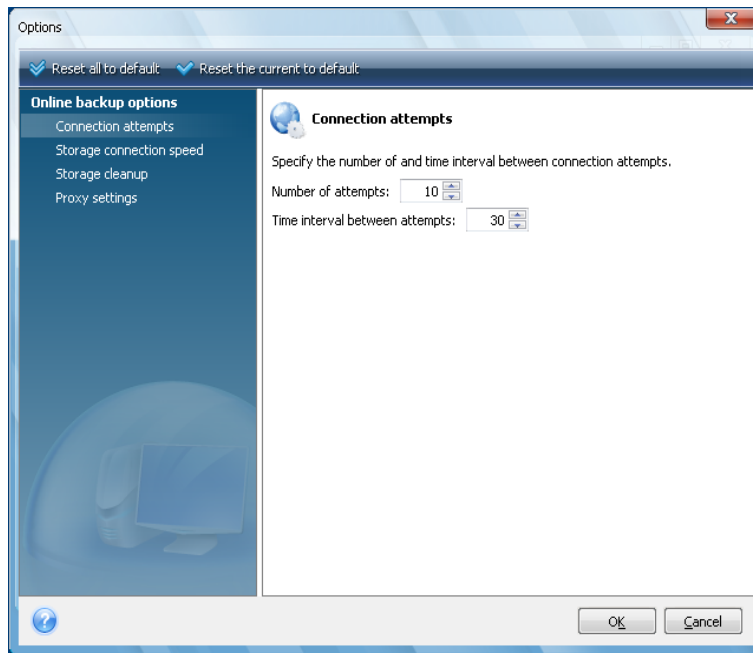 Options
Reset all to default Reset the current to default
Online backup options
Connection attempts
Storage connection speed
Storage cleanup
Proxy settings
Connection attempts
Specify the number of and time interval between connection attempts.
Number of attempts: 10
Time interval between attempts: 30
OK Cancel